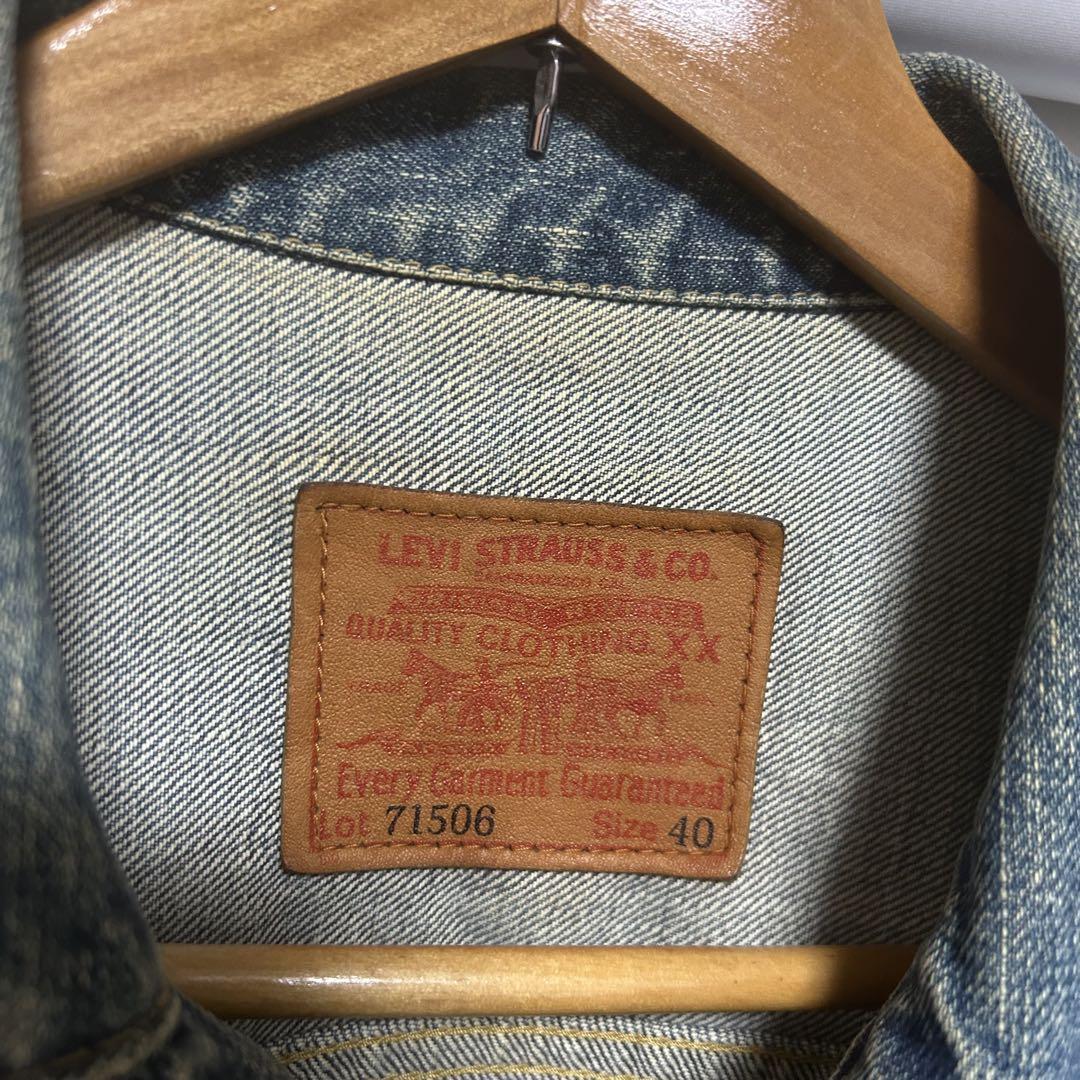 LEVI STRAUSS & CO.
QUALITY CLOTHING. XX
Every Garment Guaranteed
Lot 71506 Size 40